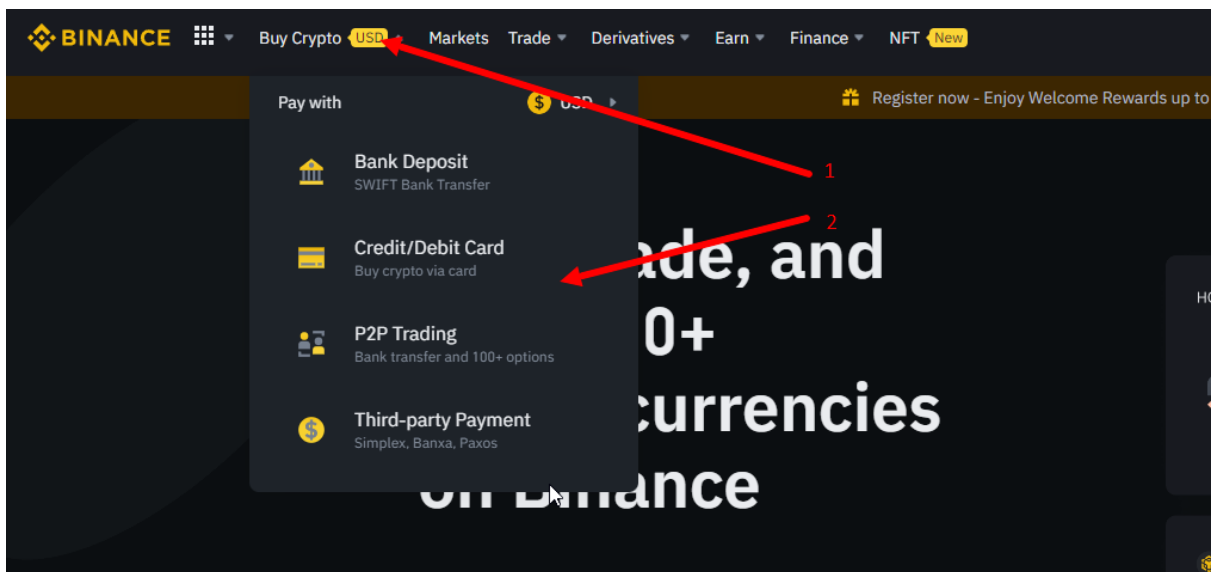 BINANCE Buy Crypto USD Markets Trade Derivatives Earn Finance NFT New
Register now - Enjoy Welcome Rewards up to
Pay with USD
Bank Deposit
SWIFT Bank Transfer
1
2
Credit/Debit Card
Buy crypto via card
ade, and
P2P Trading
Bank transfer and 100+ options
0+
Third-party Payment
Simplex, Banxa, Paxos
currencies
on Binance